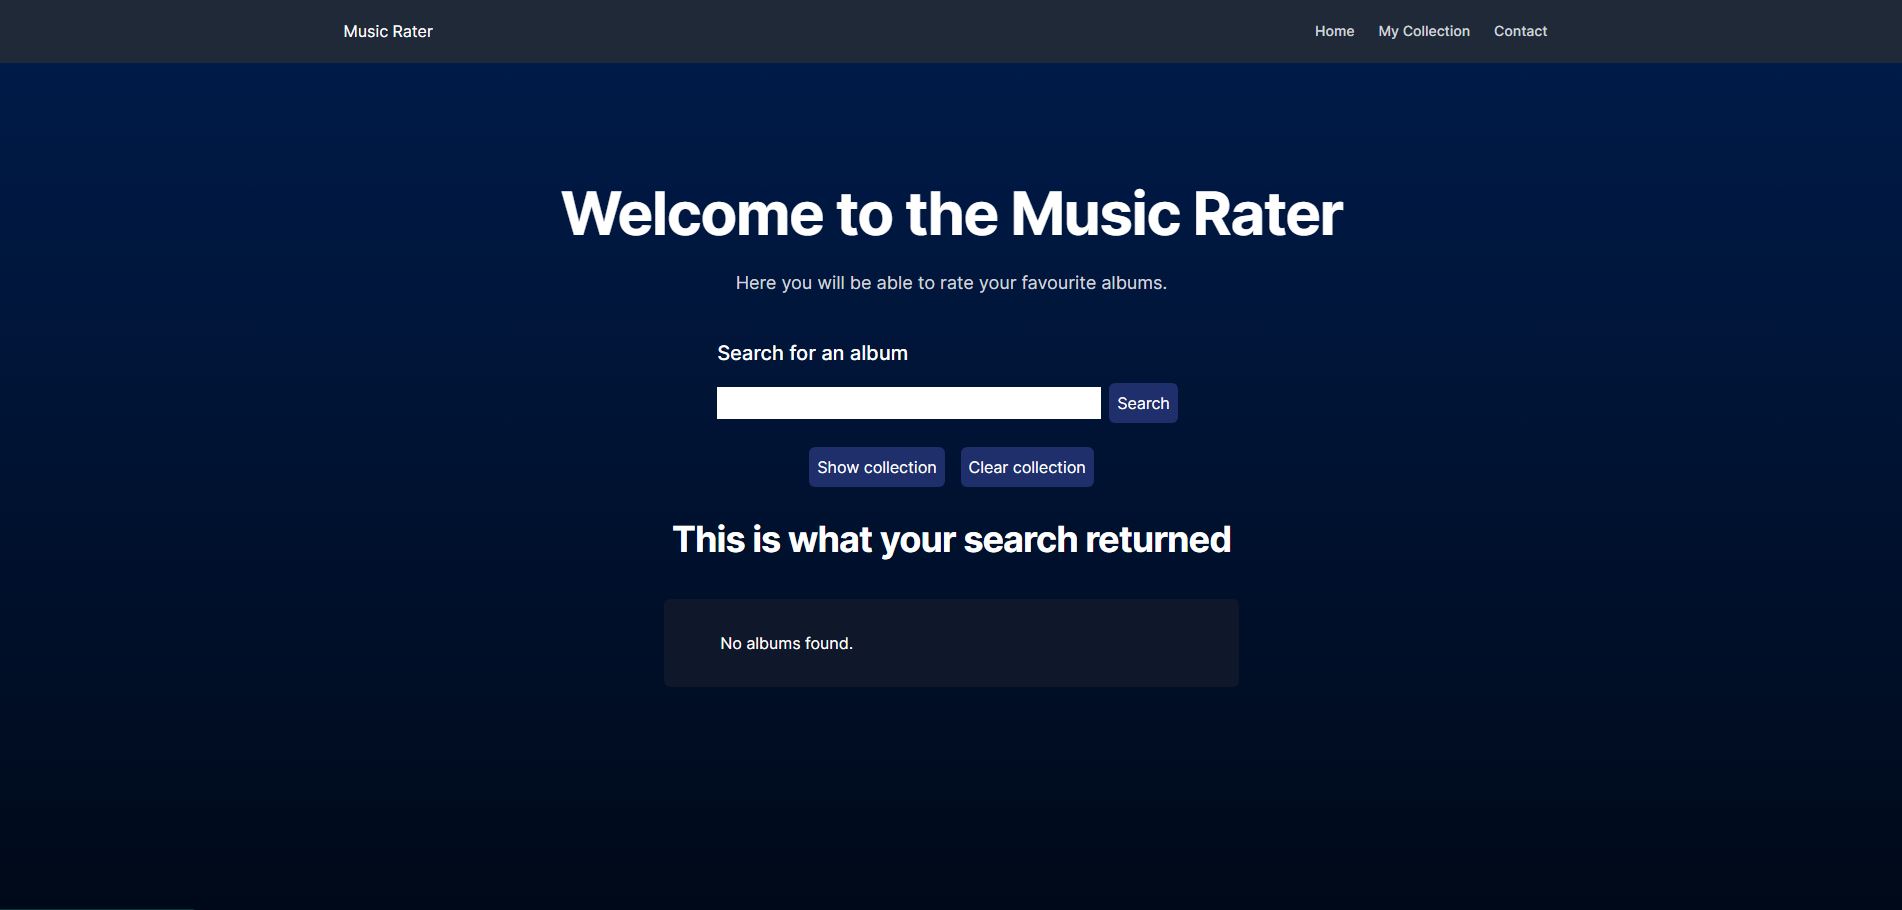 Music Rater
Home My Collection Contact
Welcome to the Music Rater
Here you will be able to rate your favourite albums.
Search for an album
Search
Show collection Clear collection
This is what your search returned
No albums found.